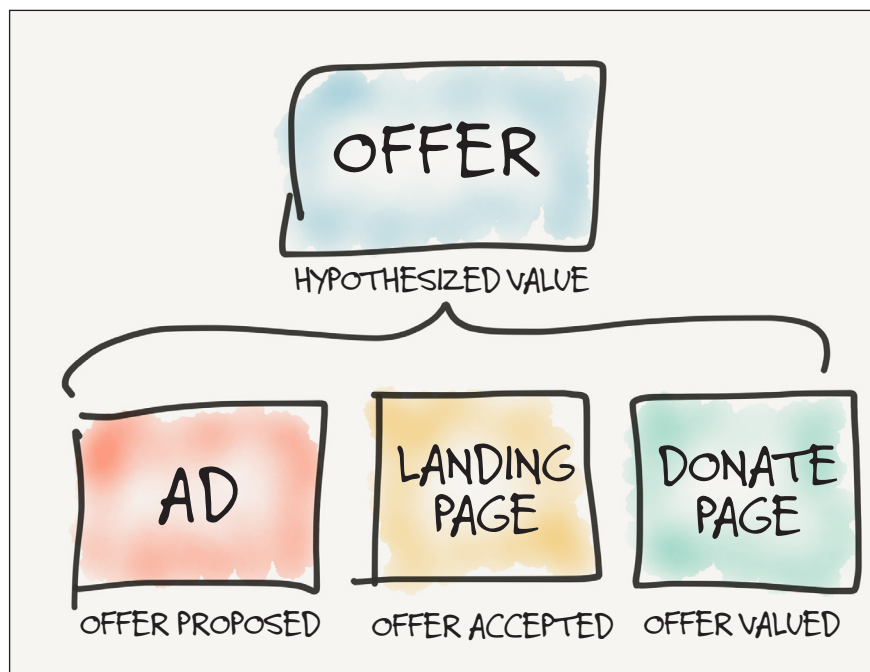 OFFER
HYPOTHESIZED VALUE
AD
OFFER PROPOSED
LANDING
PAGE
OFFER ACCEPTED
DONATE
PAGE
OFFER VALUED